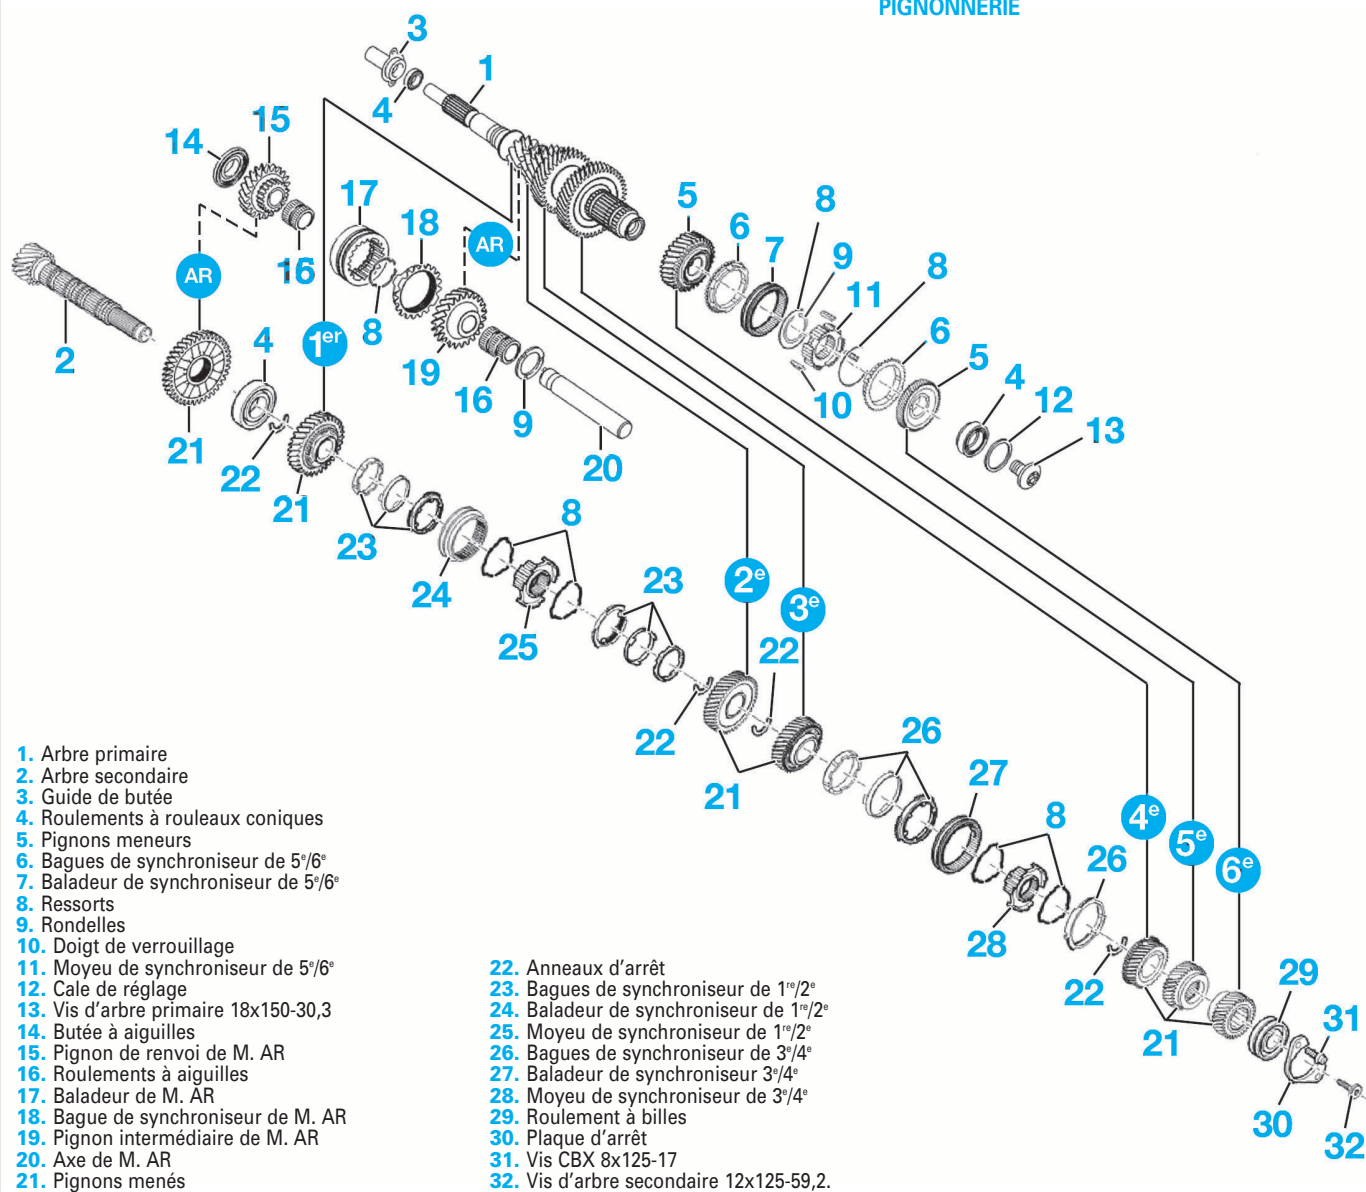 PIGNONNERIE
3
1
4
15
14
17
18
5
6
8
7
9
8
11
6
AR
AR
16
1er
8
4
2
19
16
9
10
5
4
12
13
21
22
21
20
23
24
8
25
23
2e
3e
22
22
21
26
27
8
4e
5e
6e
26
28
22
21
29
31
30
32
1. Arbre primaire
2. Arbre secondaire
3. Guide de butée
4. Roulements à rouleaux coniques
5. Pignons meneurs
6. Bagues de synchroniseur de 5e/6e
7. Baladeur de synchroniseur de 5e/6e
8. Ressorts
9. Rondelles
10. Doigt de verrouillage
11. Moyeu de synchroniseur de 5e/6e
12. Cale de réglage
13. Vis d'arbre primaire 18x150-30,3
14. Butée à aiguilles
15. Pignon de renvoi de M. AR
16. Roulements à aiguilles
17. Baladeur de M. AR
18. Bague de synchroniseur de M. AR
19. Pignon intermédiaire de M. AR
20. Axe de M. AR
21. Pignons menés
22. Anneaux d'arrêt
23. Bagues de synchroniseur de 1re/2e
24. Baladeur de synchroniseur de 1re/2e
25. Moyeu de synchroniseur de 1re/2e
26. Bagues de synchroniseur de 3e/4e
27. Baladeur de synchroniseur 3e/4e
28. Moyeu de synchroniseur de 3e/4e
29. Roulement à billes
30. Plaque d'arrêt
31. Vis CBX 8x125-17
32. Vis d'arbre secondaire 12x125-59,2.